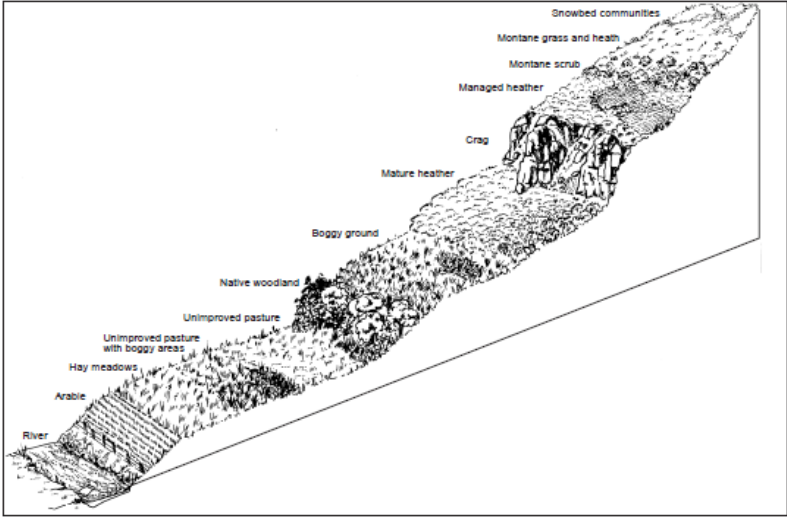 Snowbed communities
Montane grass and heath
Montane scrub
Managed heather
Crag
Mature heather
Boggy ground
Native woodland
Unimproved pasture
Unimproved pasture
with boggy areas
Hay meadows
Arable
River